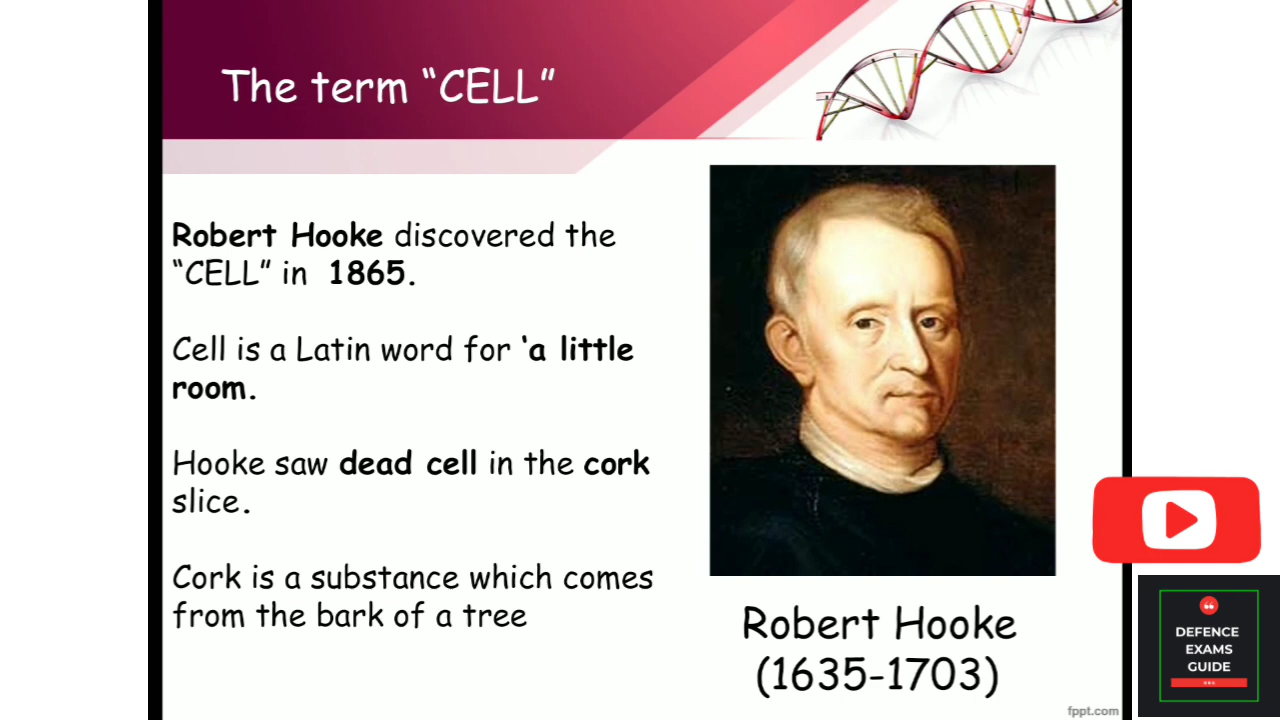 The term “CELL”
Robert Hooke discovered the
“CELL” in 1865.
Cell is a Latin word for ‘a little
room.
Hooke saw dead cell in the cork
slice.
Cork is a substance which comes
from the bark of a tree
Robert Hooke
(1635-1703)
fppt.com
DEFENCE
EXAMS
GUIDE